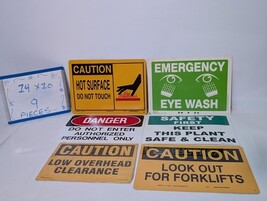 14 x 10
9
PIECES
CAUTION
HOT SURFACE
DO NOT TOUCH
EMERGENCY
EYE WASH
DANGER
DO NOT ENTER
AUTHORIZED
PERSONNEL ONLY
SAFETY
FIRST
KEEP
THIS PLANT
SAFE & CLEAN
CAUTION
LOW OVERHEAD
CLEARANCE
CAUTION
LOOK OUT
FOR FORKLIFTS